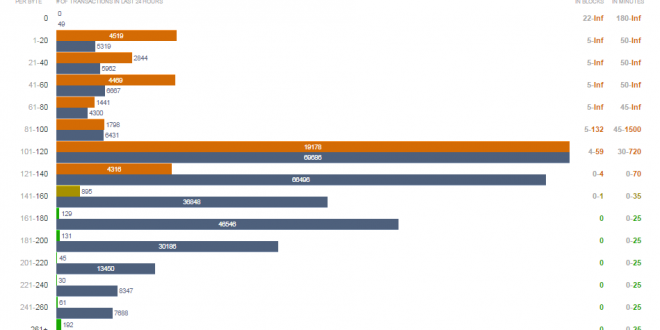 PER BYTE # OF TRANSACTIONS IN LAST 24 HOURS IN BLOCKS IN MINUTES
0 0 22-Inf 180-Inf
49
1-20 4519 5-Inf 50-Inf
5319
21-40 2844 5-Inf 50-Inf
5962
41-60 4469 5-Inf 50-Inf
6667
61-80 1441 5-Inf 45-Inf
4300
81-100 1798 5-132 45-1500
6431
101-120 19178 4-59 30-720
69686
121-140 4316 0-4 0-70
66496
141-160 895 0-1 0-35
36848
161-180 129 0 0-25
46546
181-200 131 0 0-25
30186
201-220 46 0 0-25
13450
221-240 30 0 0-25
8347
241-260 61 0 0-25
7688
261+ 192 0 0-25